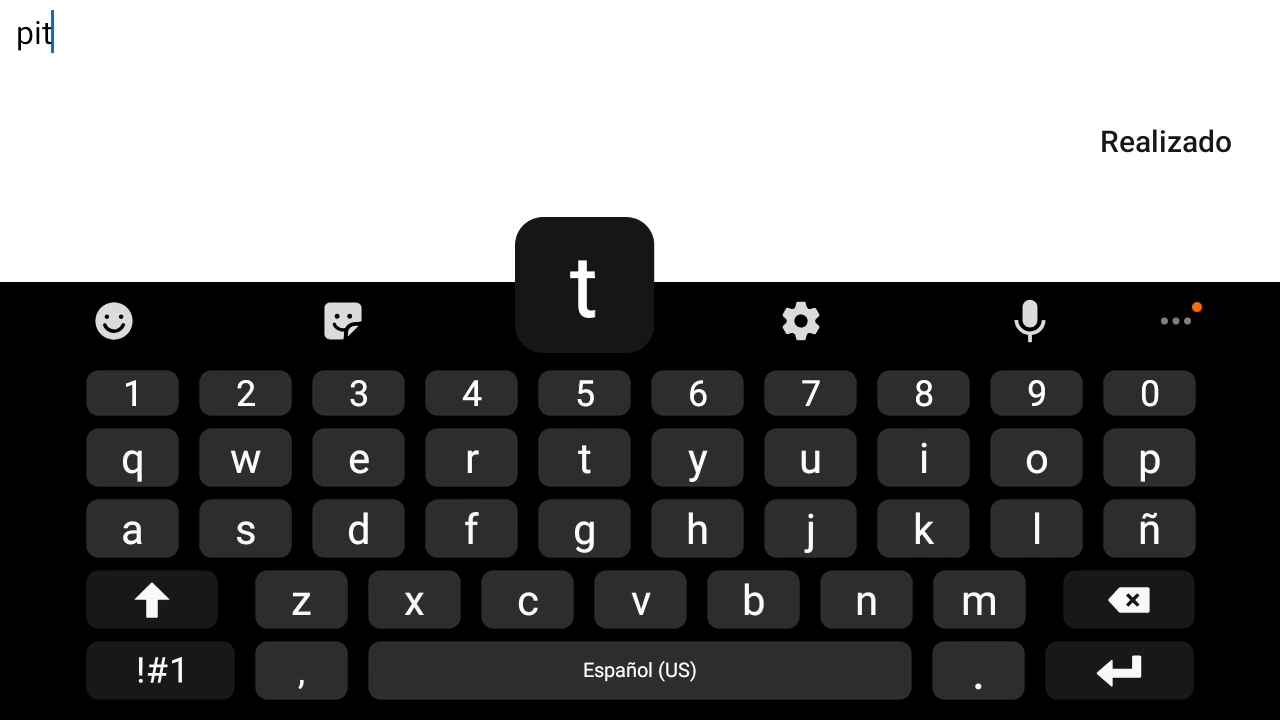 pit
Realizado
t
1 2 3 4 5 6 7 8 9 0
q w e r t y u i o p
a s d f g h j k l ñ
z x c v b n m
!#1 , Español (US) .